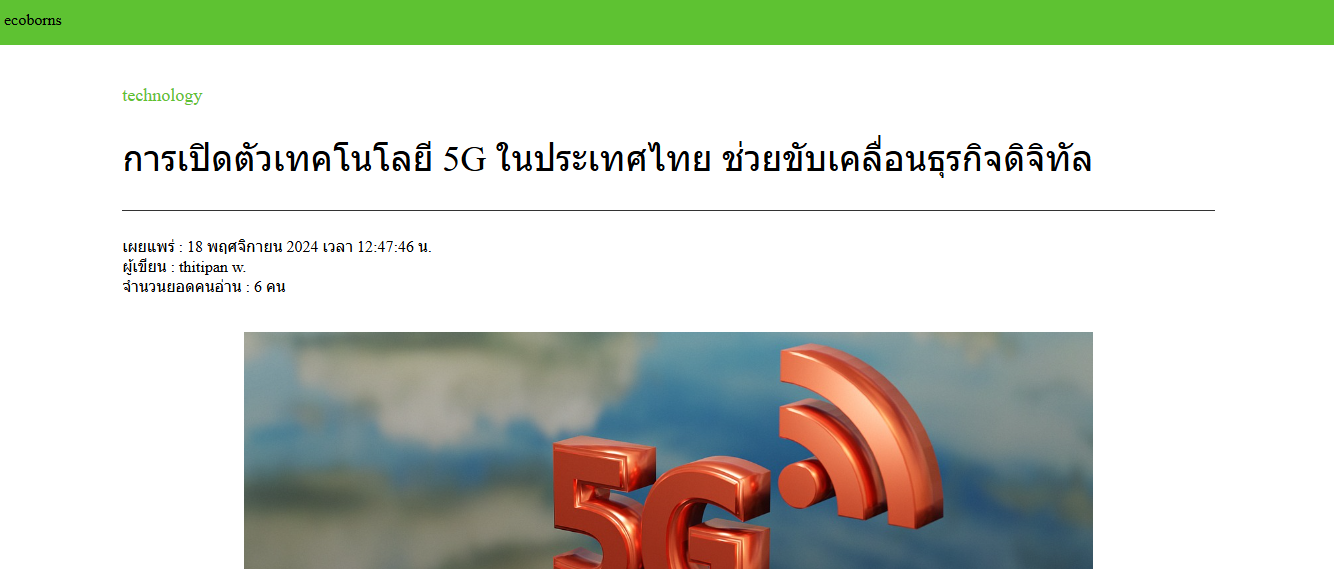 ecoborns
technology
การเปิดตัวเทคโนโลยี 5G ในประเทศไทย ช่วยขับเคลื่อนธุรกิจดิจิทัล
เผยแพร่ : 18 พฤศจิกายน 2024 เวลา 12:47:46 น.
ผู้เขียน : thitipan w.
จำนวนยอดคนอ่าน : 6 คน
5G